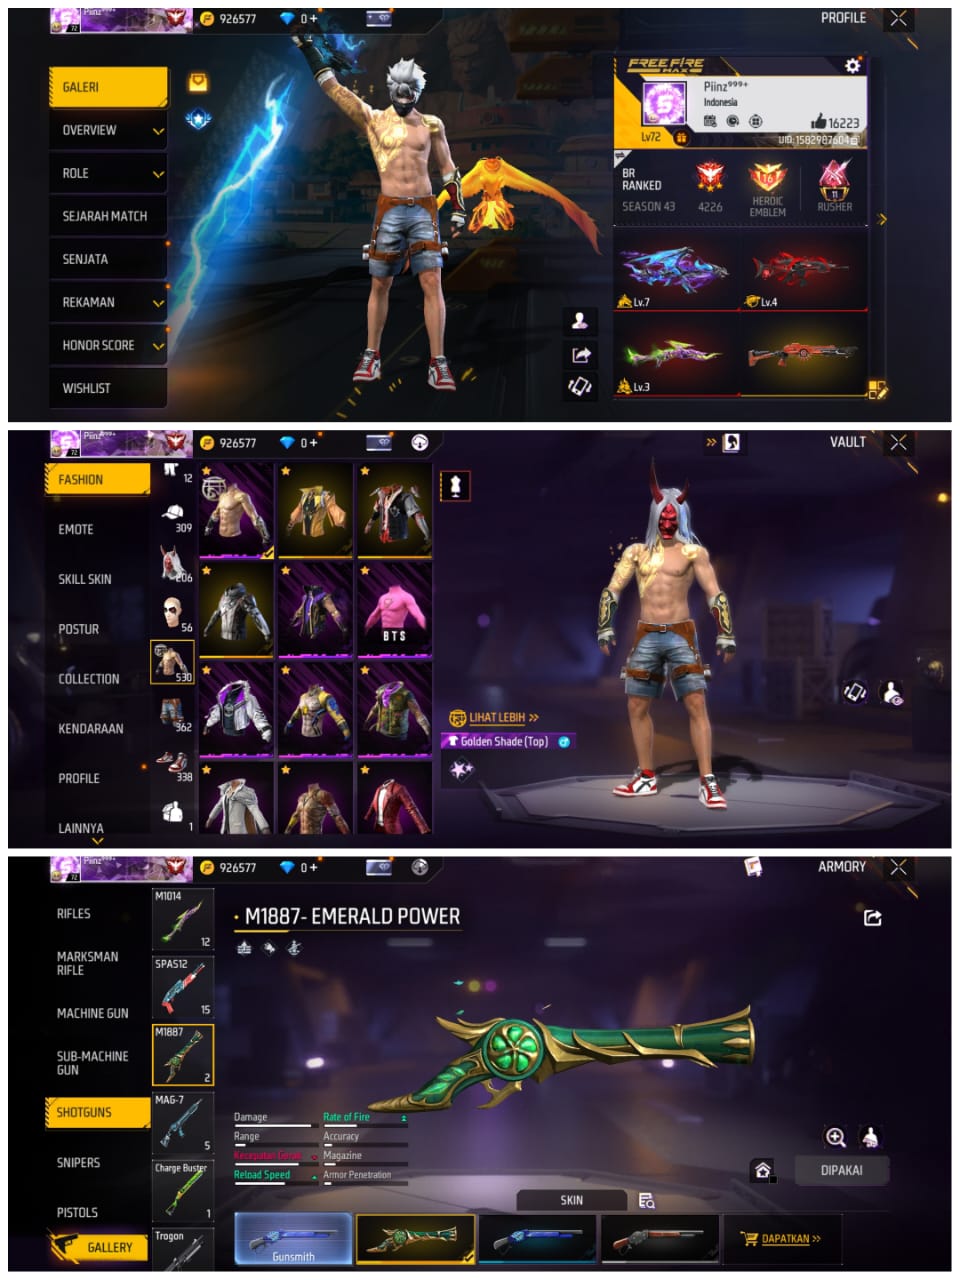 Piinz⁹⁹⁹⁺
72
926577
0 +
PROFILE
GALERI
OVERVIEW
ROLE
SEJARAH MATCH
SENJATA
REKAMAN
HONOR SCORE
WISHLIST
FREE FIRE
MAX
Piinz⁹⁹⁹⁺
Indonesia
16223
Lv72
UID: 1582987604
BR
RANKED
SEASON 43
4226
16
HEROIC
EMBLEM
11
RUSHER
Lv.7
Lv.4
Lv.3
Piinz⁹⁹⁹⁺
72
926577
0 +
VAULT
FASHION
EMOTE
SKILL SKIN
POSTUR
COLLECTION
KENDARAAN
PROFILE
LAINNYA
12
309
206
56
530
362
338
1
BTS
LIHAT LEBIH >>
Golden Shade (Top)
Piinz⁹⁹⁹⁺
72
926577
0 +
ARMORY
RIFLES
MARKSMAN
RIFLE
MACHINE GUN
SUB-MACHINE
GUN
SHOTGUNS
SNIPERS
PISTOLS
GALLERY
M1014
12
SPAS12
15
M1887
2
MAG-7
5
Charge Buster
1
Trogon
M1887- EMERALD POWER
Damage
Rate of Fire
Range
Accuracy
Kecepatan Gerak
Magazine
Reload Speed
Armor Penetration
DIPAKAI
SKIN
Gunsmith
DAPATKAN >>